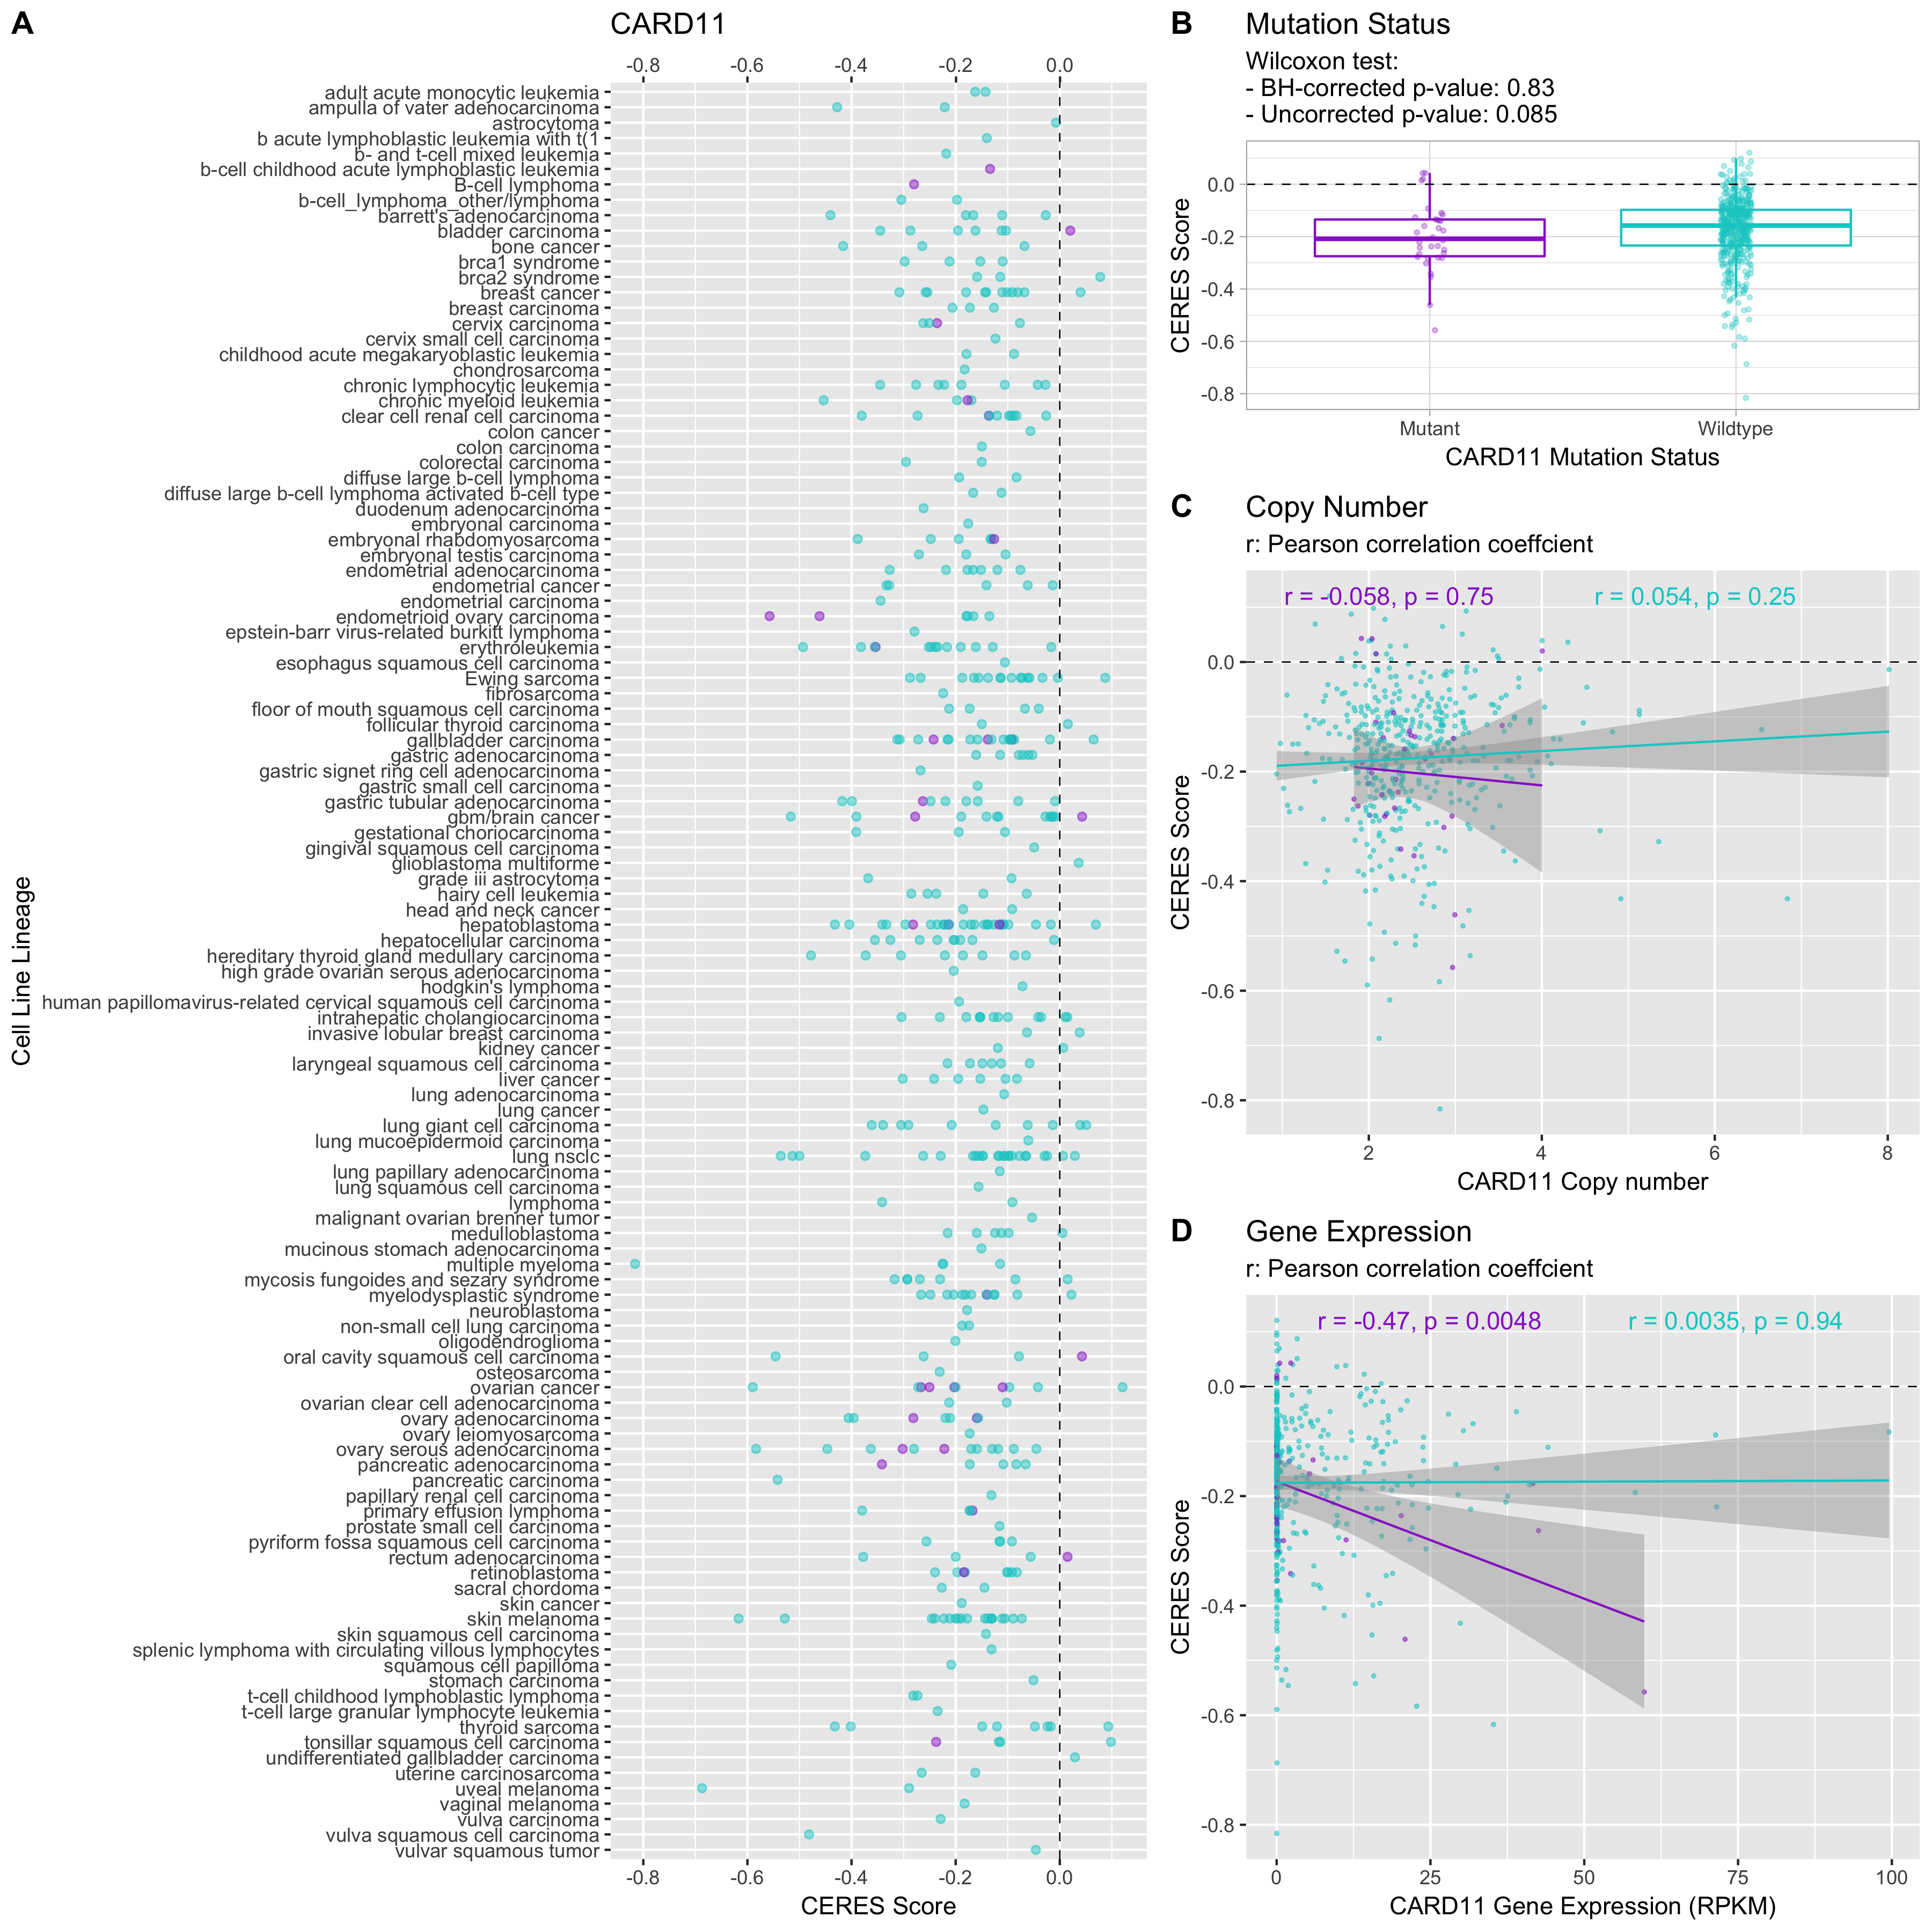 A
CARD11
-0.8 -0.6 -0.4 -0.2 0.0
Cell Line Lineage
adult acute monocytic leukemia
ampulla of vater adenocarcinoma
astrocytoma
b acute lymphoblastic leukemia with t(1
b- and t-cell mixed leukemia
b-cell childhood acute lymphoblastic leukemia
B-cell lymphoma
b-cell_lymphoma_other/lymphoma
barrett's adenocarcinoma
bladder carcinoma
bone cancer
brca1 syndrome
brca2 syndrome
breast cancer
breast carcinoma
cervix carcinoma
cervix small cell carcinoma
childhood acute megakaryoblastic leukemia
chondrosarcoma
chronic lymphocytic leukemia
chronic myeloid leukemia
clear cell renal cell carcinoma
colon cancer
colon carcinoma
colorectal carcinoma
diffuse large b-cell lymphoma
diffuse large b-cell lymphoma activated b-cell type
duodenum adenocarcinoma
embryonal carcinoma
embryonal rhabdomyosarcoma
embryonal testis carcinoma
endometrial adenocarcinoma
endometrial cancer
endometrial carcinoma
endometrioid ovary carcinoma
epstein-barr virus-related burkitt lymphoma
erythroleukemia
esophagus squamous cell carcinoma
Ewing sarcoma
fibrosarcoma
floor of mouth squamous cell carcinoma
follicular thyroid carcinoma
gallbladder carcinoma
gastric adenocarcinoma
gastric signet ring cell adenocarcinoma
gastric small cell carcinoma
gastric tubular adenocarcinoma
gbm/brain cancer
gestational choriocarcinoma
gingival squamous cell carcinoma
glioblastoma multiforme
grade iii astrocytoma
hairy cell leukemia
head and neck cancer
hepatoblastoma
hepatocellular carcinoma
hereditary thyroid gland medullary carcinoma
high grade ovarian serous adenocarcinoma
hodgkin's lymphoma
human papillomavirus-related cervical squamous cell carcinoma
intrahepatic cholangiocarcinoma
invasive lobular breast carcinoma
kidney cancer
laryngeal squamous cell carcinoma
liver cancer
lung adenocarcinoma
lung cancer
lung giant cell carcinoma
lung mucoepidermoid carcinoma
lung nsclc
lung papillary adenocarcinoma
lung squamous cell carcinoma
lymphoma
malignant ovarian brenner tumor
medulloblastoma
mucinous stomach adenocarcinoma
multiple myeloma
mycosis fungoides and sezary syndrome
myelodysplastic syndrome
neuroblastoma
non-small cell lung carcinoma
oligodendroglioma
oral cavity squamous cell carcinoma
osteosarcoma
ovarian cancer
ovarian clear cell adenocarcinoma
ovary adenocarcinoma
ovary leiomyosarcoma
ovary serous adenocarcinoma
pancreatic adenocarcinoma
pancreatic carcinoma
papillary renal cell carcinoma
primary effusion lymphoma
prostate small cell carcinoma
pyriform fossa squamous cell carcinoma
rectum adenocarcinoma
retinoblastoma
sacral chordoma
skin cancer
skin melanoma
skin squamous cell carcinoma
splenic lymphoma with circulating villous lymphocytes
squamous cell papilloma
stomach carcinoma
t-cell childhood lymphoblastic lymphoma
t-cell large granular lymphocyte leukemia
thyroid sarcoma
tonsillar squamous cell carcinoma
undifferentiated gallbladder carcinoma
uterine carcinosarcoma
uveal melanoma
vaginal melanoma
vulva carcinoma
vulva squamous cell carcinoma
vulvar squamous tumor
-0.8 -0.6 -0.4 -0.2 0.0
CERES Score
B
Mutation Status
Wilcoxon test:
- BH-corrected p-value: 0.83
- Uncorrected p-value: 0.085
CERES Score
0.0
-0.2
-0.4
-0.6
-0.8
Mutant Wildtype
CARD11 Mutation Status
C
Copy Number
r: Pearson correlation coeffcient
r = -0.058, p = 0.75 r = 0.054, p = 0.25
CERES Score
0.0
-0.2
-0.4
-0.6
-0.8
2 4 6 8
CARD11 Copy number
D
Gene Expression
r: Pearson correlation coeffcient
r = -0.47, p = 0.0048 r = 0.0035, p = 0.94
CERES Score
0.0
-0.2
-0.4
-0.6
-0.8
0 25 50 75 100
CARD11 Gene Expression (RPKM)